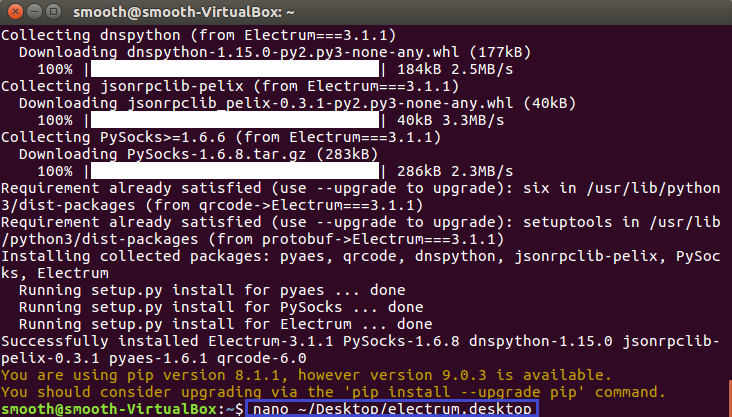 smooth@smooth-VirtualBox: ~
Collecting dnspython (from Electrum===3.1.1)
Downloading dnspython-1.15.0-py2.py3-none-any.whl (177kB)
100% |████████████████████████████████| 184kB 2.5MB/s
Collecting jsonrpclib-pelix (from Electrum===3.1.1)
Downloading jsonrpclib_pelix-0.3.1-py2.py3-none-any.whl (40kB)
100% |████████████████████████████████| 40kB 3.3MB/s
Collecting PySocks>=1.6.6 (from Electrum===3.1.1)
Downloading PySocks-1.6.8.tar.gz (283kB)
100% |████████████████████████████████| 286kB 2.3MB/s
Requirement already satisfied (use --upgrade to upgrade): six in /usr/lib/python
3/dist-packages (from qrcode->Electrum===3.1.1)
Requirement already satisfied (use --upgrade to upgrade): setuptools in /usr/lib
/python3/dist-packages (from protobuf->Electrum===3.1.1)
Installing collected packages: pyaes, qrcode, dnspython, jsonrpclib-pelix, PySoc
ks, Electrum
Running setup.py install for pyaes ... done
Running setup.py install for PySocks ... done
Running setup.py install for Electrum ... done
Successfully installed Electrum-3.1.1 PySocks-1.6.8 dnspython-1.15.0 jsonrpclib-
pelix-0.3.1 pyaes-1.6.1 qrcode-6.0
You are using pip version 8.1.1, however version 9.0.3 is available.
You should consider upgrading via the 'pip install --upgrade pip' command.
smooth@smooth-VirtualBox:~$ nano ~/Desktop/electrum.desktop